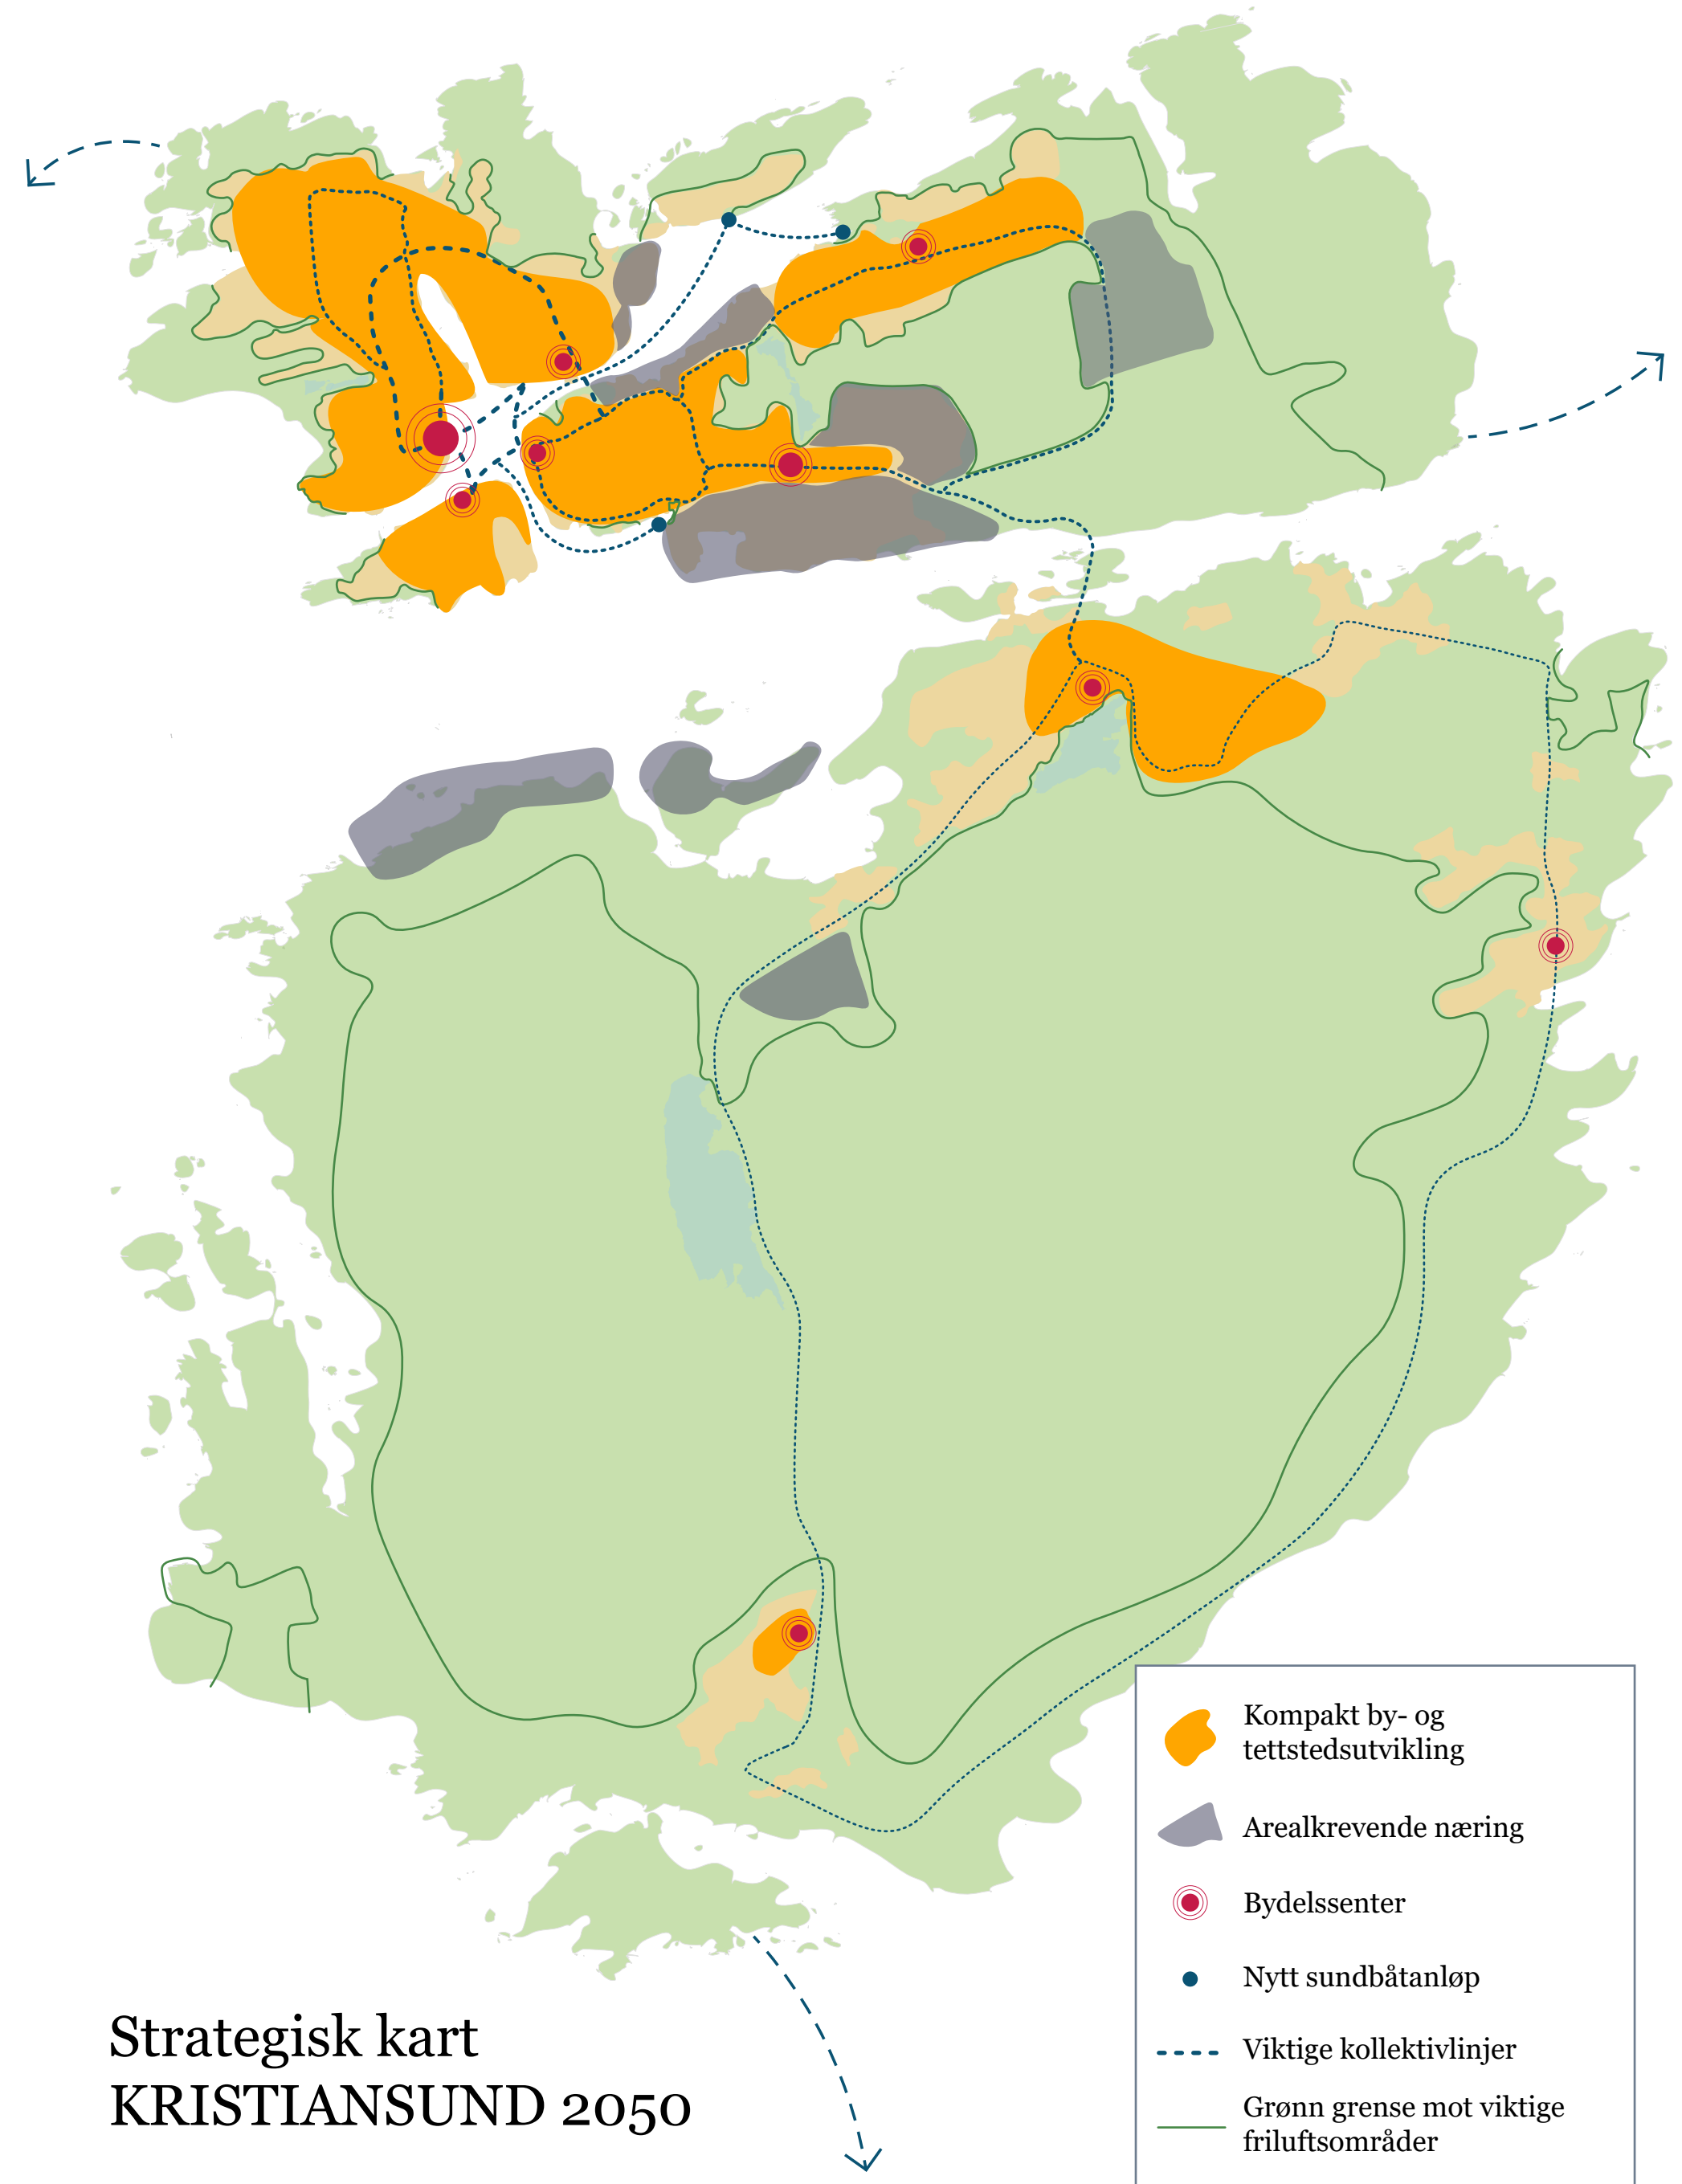 Kompakt by- og
tettstedsutvikling
Arealkrevende næring
Bydelssenter
Nytt sundbåtanløp
Viktige kollektivlinjer
Grønn grense mot viktige
friluftsområder
Strategisk kart
KRISTIANSUND 2050